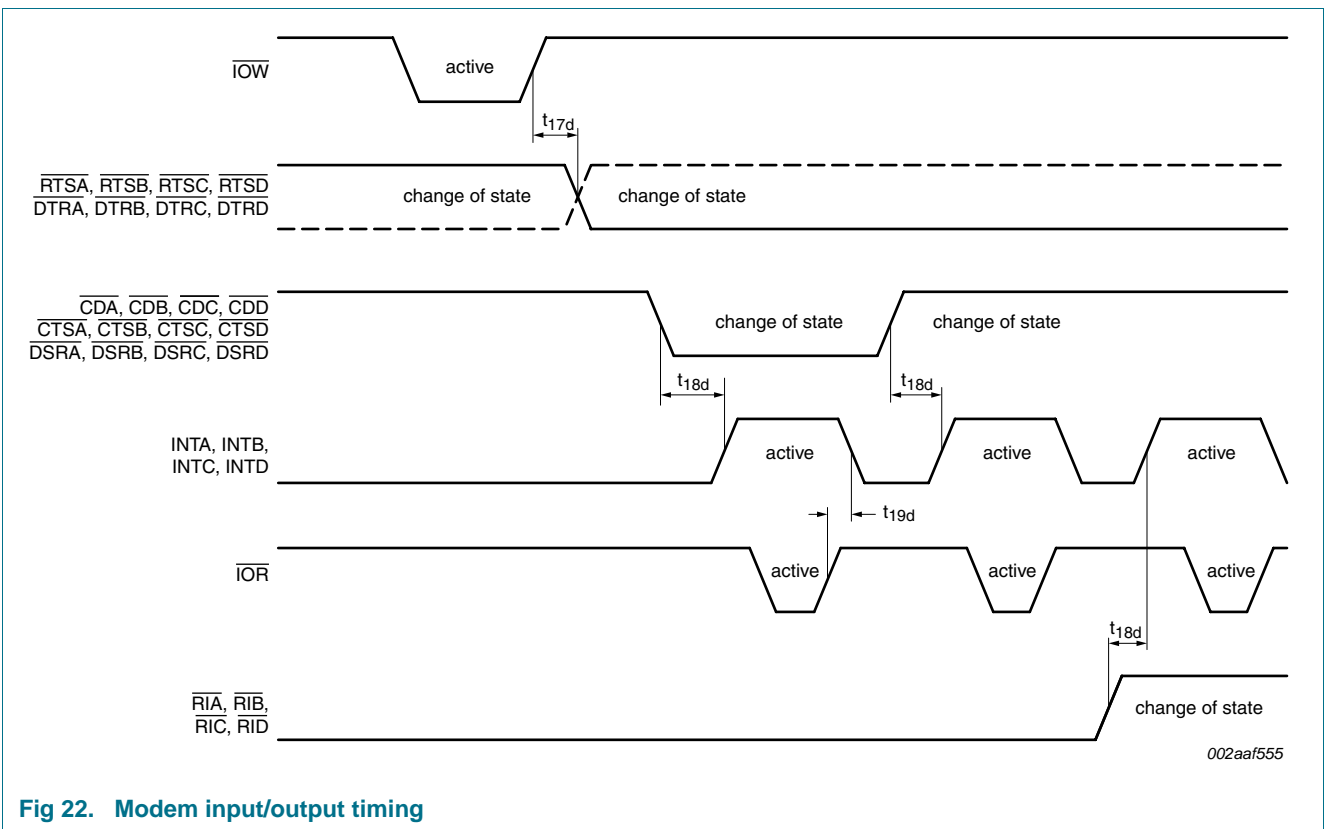 IOW
active
t17d
RTSA, RTSB, RTSC, RTSD
DTRA, DTRB, DTRC, DTRD
change of state
change of state
CDA, CDB, CDC, CDD
CTSA, CTSB, CTSC, CTSD
DSRA, DSRB, DSRC, DSRD
change of state
change of state
t18d
t18d
INTA, INTB,
INTC, INTD
active
active
active
t19d
IOR
active
active
active
t18d
RIA, RIB,
RIC, RID
change of state
002aaf555
Fig 22. Modem input/output timing